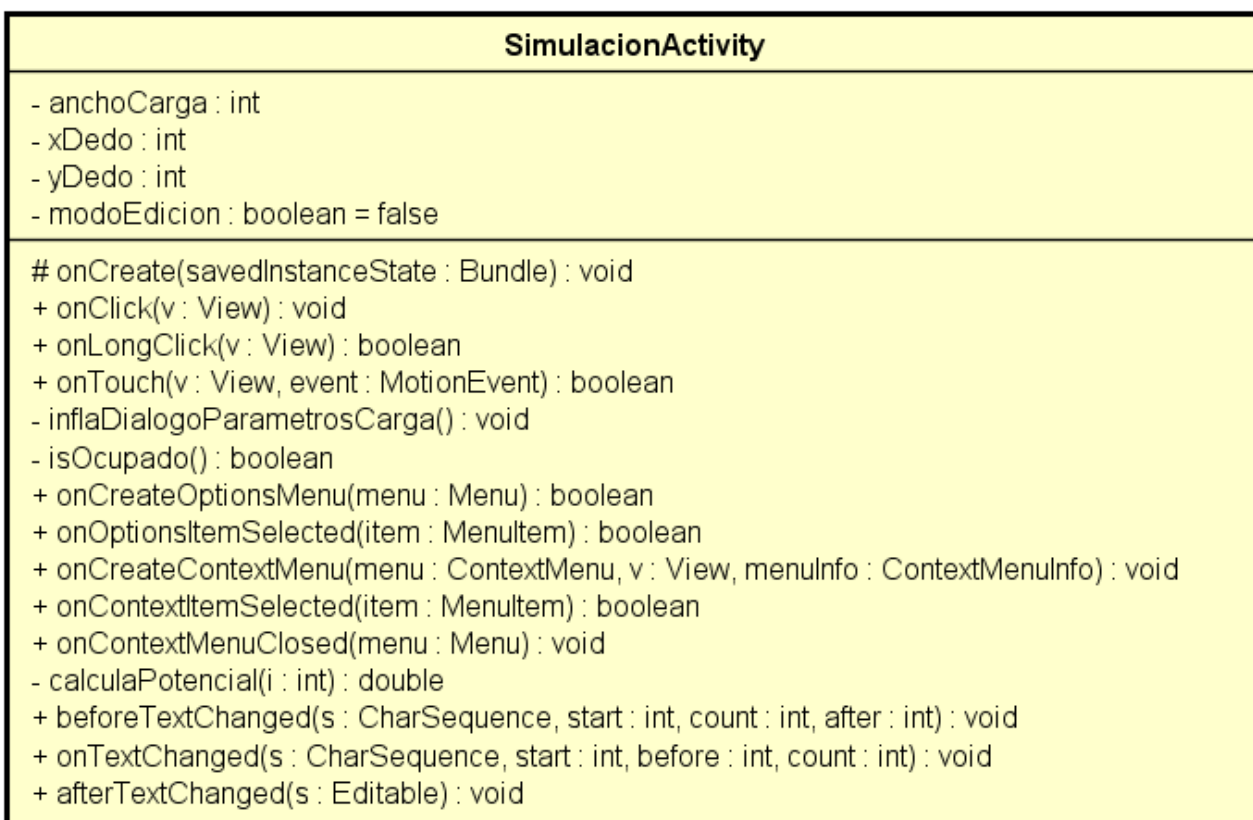 SimulacionActivity
- anchoCarga : int
- xDedo : int
- yDedo : int
- modoEdicion : boolean = false
# onCreate(savedInstanceState : Bundle) : void
+ onClick(v : View) : void
+ onLongClick(v : View) : boolean
+ onTouch(v : View, event : MotionEvent) : boolean
- inflaDialogoParametrosCarga() : void
- isOcupado() : boolean
+ onCreateOptionsMenu(menu : Menu) : boolean
+ onOptionsItemSelected(item : MenuItem) : boolean
+ onCreateContextMenu(menu : ContextMenu, v : View, menuInfo : ContextMenuInfo) : void
+ onContextItemSelected(item : MenuItem) : boolean
+ onContextMenuClosed(menu : Menu) : void
- calculaPotencial(i : int) : double
+ beforeTextChanged(s : CharSequence, start : int, count : int, after : int) : void
+ onTextChanged(s : CharSequence, start : int, before : int, count : int) : void
+ afterTextChanged(s : Editable) : void